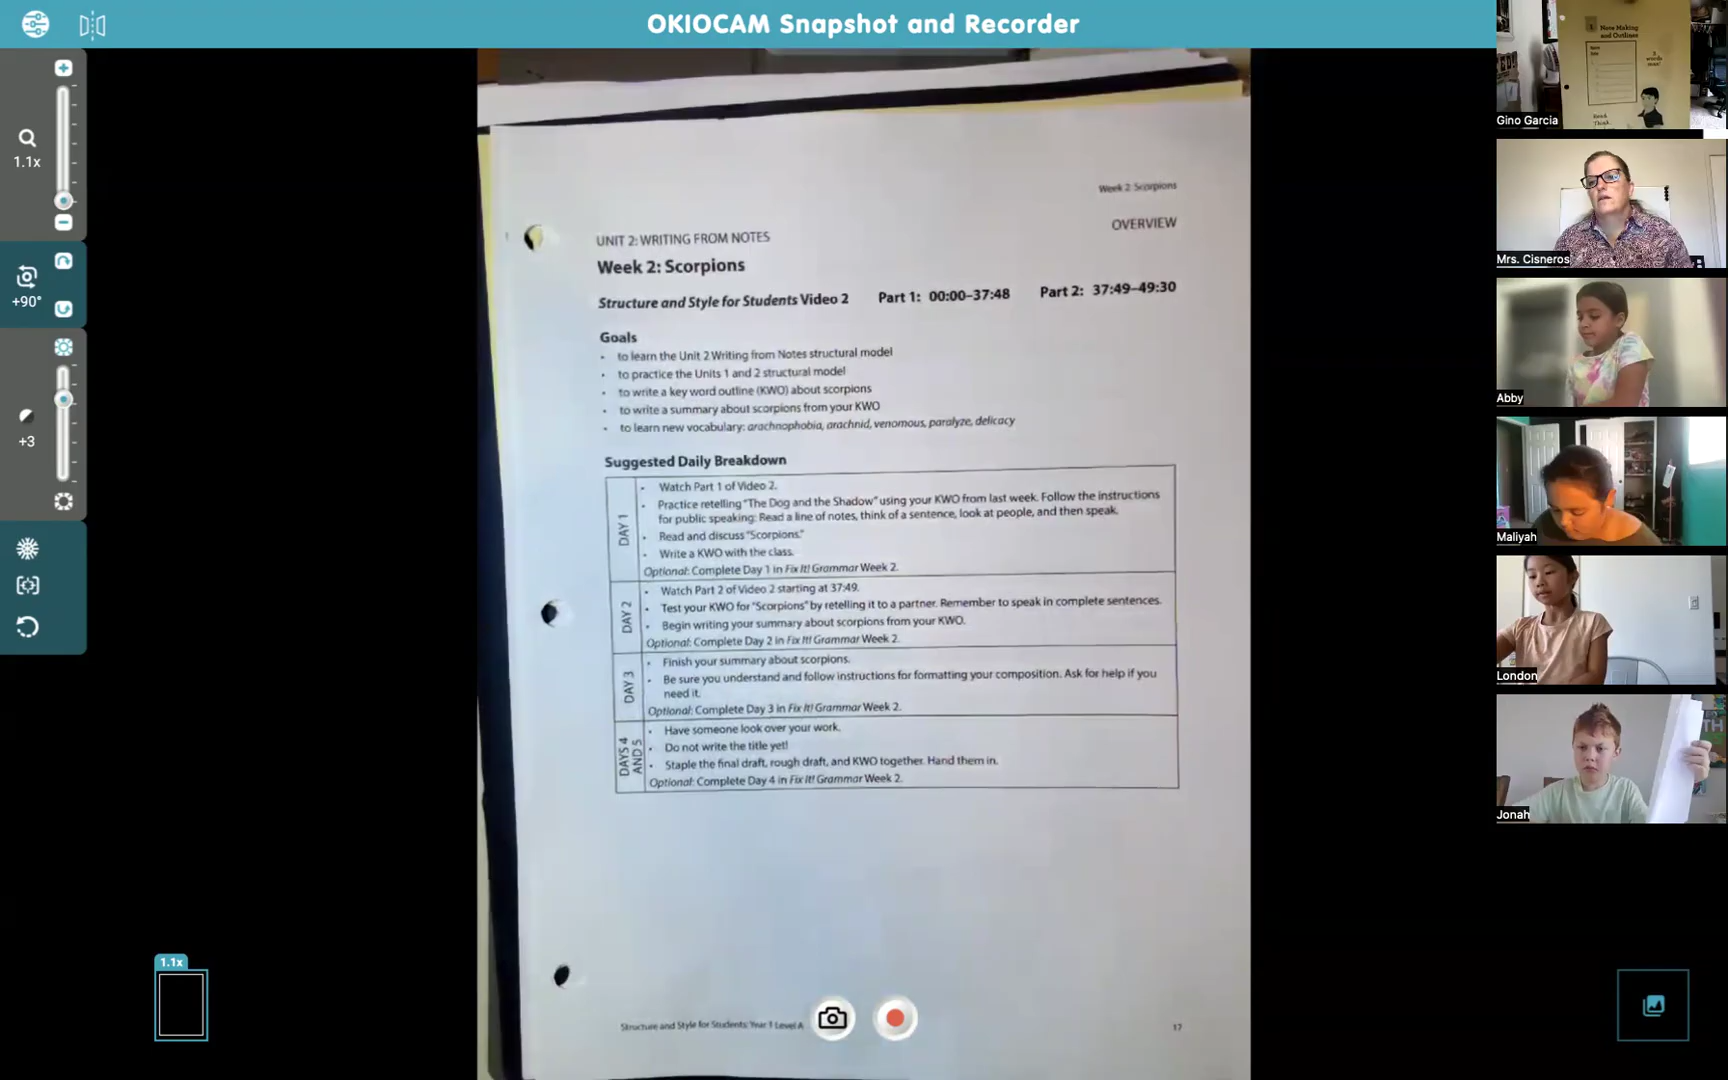 OKIOCAM Snapshot and Recorder
1.1x
+90°
+3
1.1x
Week 2: Scorpions
OVERVIEW
UNIT 2: WRITING FROM NOTES
Week 2: Scorpions
Structure and Style for Students Video 2 Part 1: 00:00–37:48 Part 2: 37:49–49:30
Goals
• to learn the Unit 2 Writing from Notes structural model
• to practice the Units 1 and 2 structural model
• to write a key word outline (KWO) about scorpions
• to write a summary about scorpions from your KWO
• to learn new vocabulary: arachnophobia, arachnid, venomous, paralyze, delicacy
Suggested Daily Breakdown
DAY 1
• Watch Part 1 of Video 2.
• Practice retelling "The Dog and the Shadow" using your KWO from last week. Follow the instructions
for public speaking: Read a line of notes, think of a sentence, look at people, and then speak.
• Read and discuss "Scorpions."
• Write a KWO with the class.
Optional: Complete Day 1 in Fix It! Grammar Week 2.
DAY 2
• Watch Part 2 of Video 2 starting at 37:49.
• Test your KWO for "Scorpions" by retelling it to a partner. Remember to speak in complete sentences.
• Begin writing your summary about scorpions from your KWO.
Optional: Complete Day 2 in Fix It! Grammar Week 2.
DAY 3
• Finish your summary about scorpions.
• Be sure you understand and follow instructions for formatting your composition. Ask for help if you
need it.
Optional: Complete Day 3 in Fix It! Grammar Week 2.
DAYS 4
AND 5
• Have someone look over your work.
• Do not write the title yet!
• Staple the final draft, rough draft, and KWO together. Hand them in.
Optional: Complete Day 4 in Fix It! Grammar Week 2.
Structure and Style for Students: Year 1 Level A
17
1
Note Making
and Outlines
3
words
max!
Read.
Think.
Gino Garcia
Mrs. Cisneros
Abby
Maliyah
London
Jonah